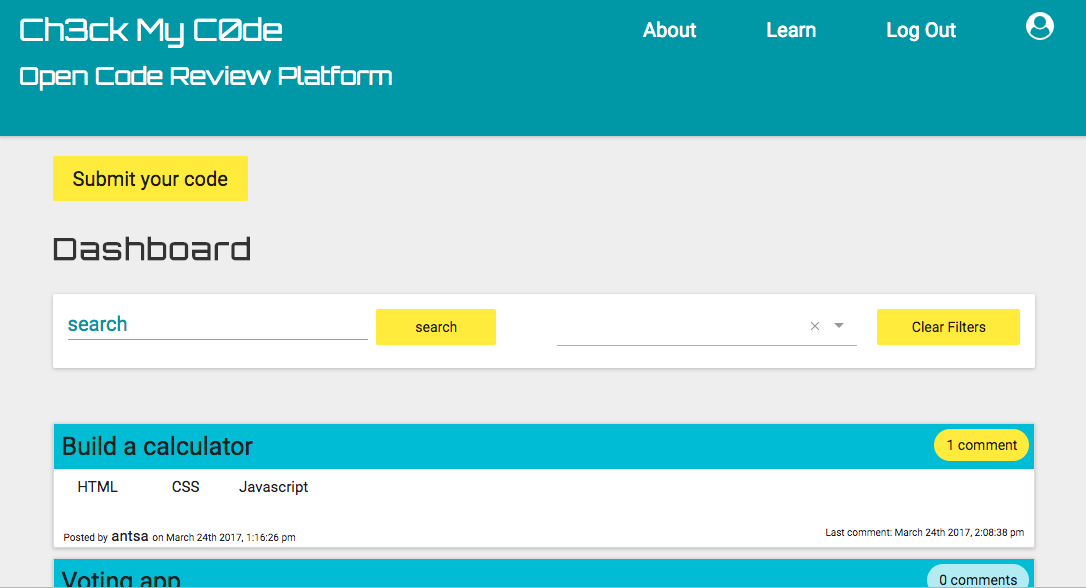 Ch3ck My C0de
About Learn Log Out
Open Code Review Platform
Submit your code
Dashboard
search search Clear Filters
Build a calculator 1 comment
HTML CSS Javascript
Posted by antsa on March 24th 2017, 1:16:26 pm Last comment: March 24th 2017, 2:08:38 pm
Voting app 0 comments